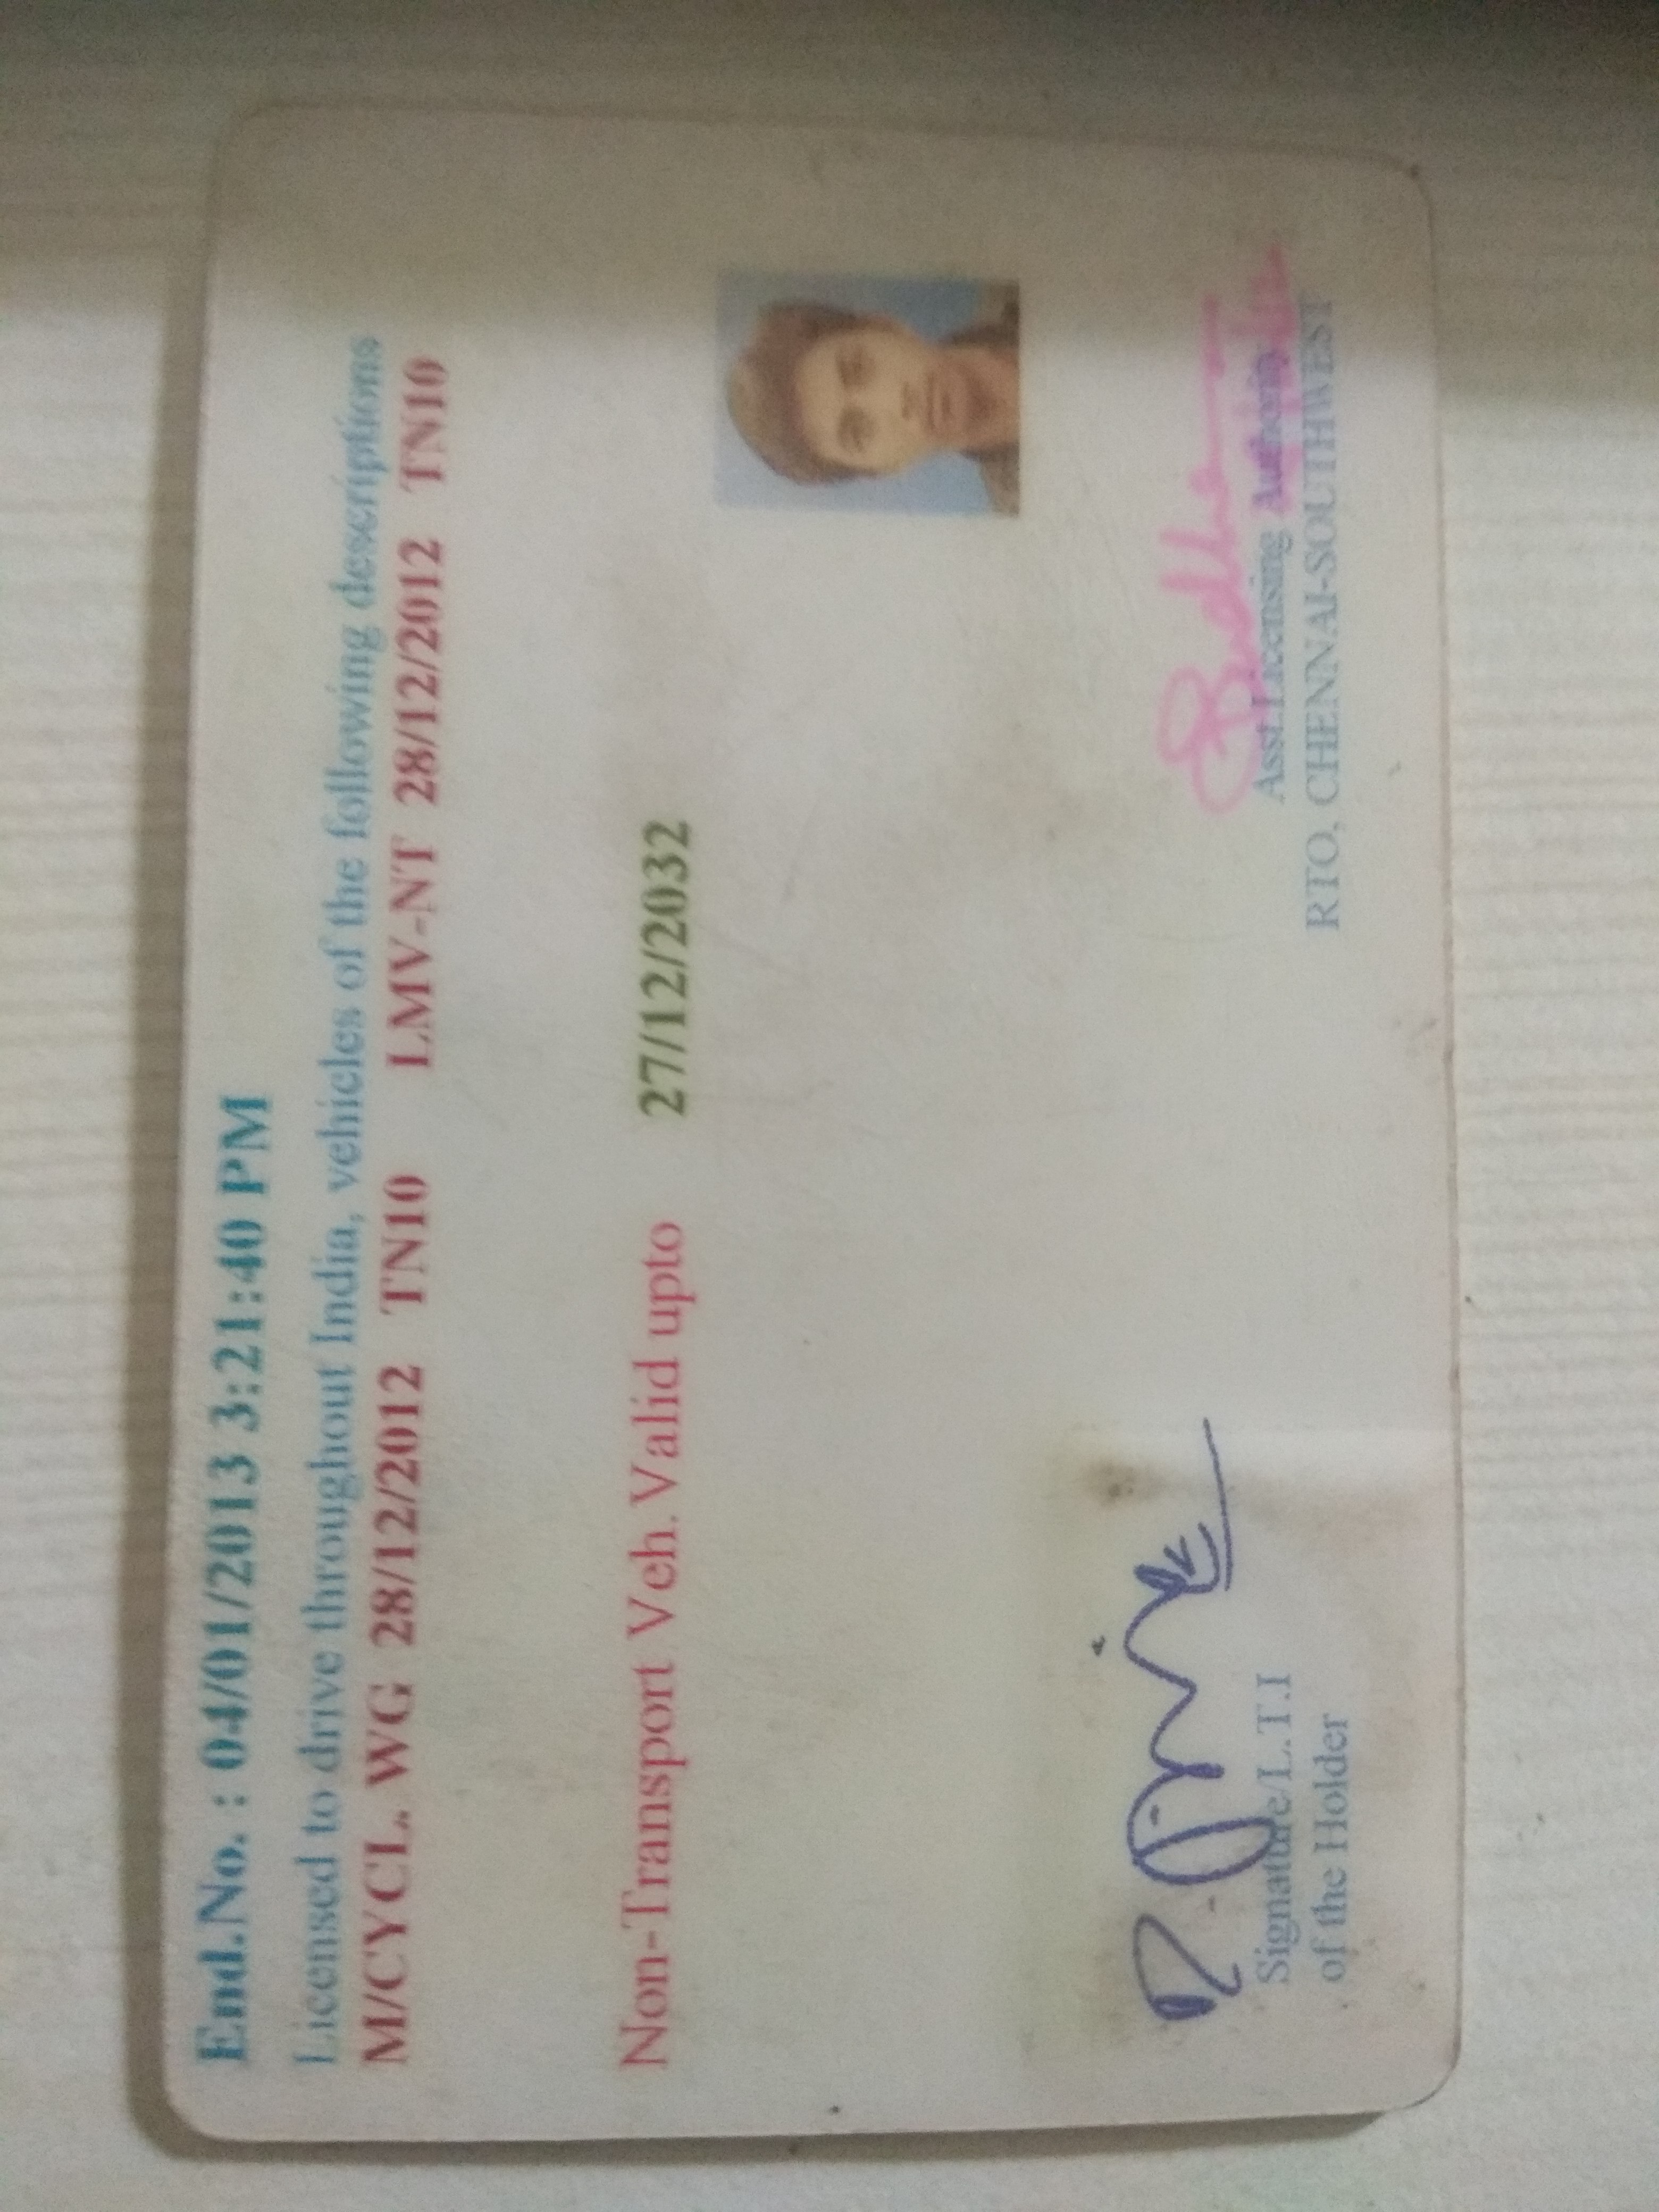 End.No. : 04/01/2013 3:21:40 PM
Licensed to drive throughout India, vehicles of the following descriptions
M/CYCL. WG 28/12/2012 TN10 LMV-NT 28/12/2012 TN10
Non-Transport Veh. Valid upto 27/12/2032
Signature/L.T.I
of the Holder
Asst.Licensing Authority
RTO, CHENNAI-SOUTHWEST